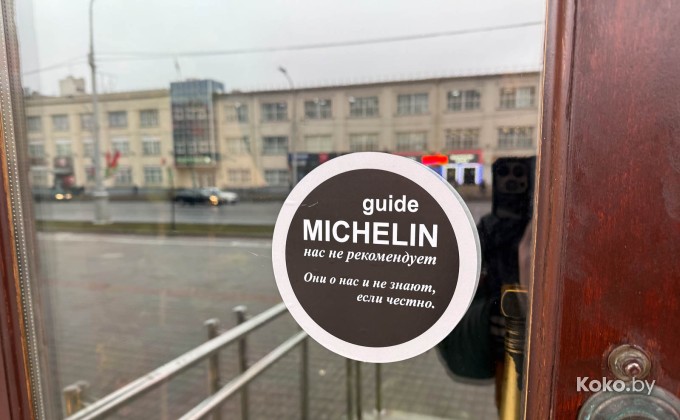 guide
MICHELIN
нас не рекомендует
Они о нас и не знают,
если честно.
Koko.by